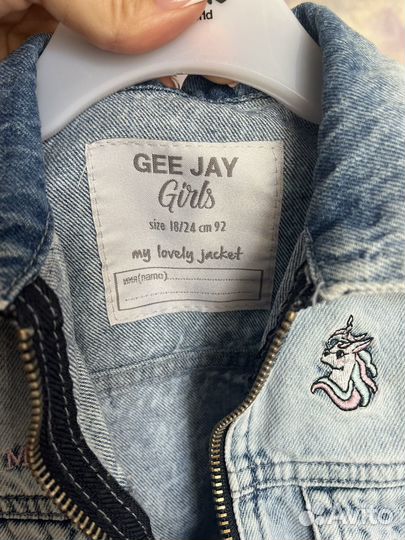 GEE JAY
Girls
size 18/24 cm 92
my lovely jacket
имя(name)
M
Avito